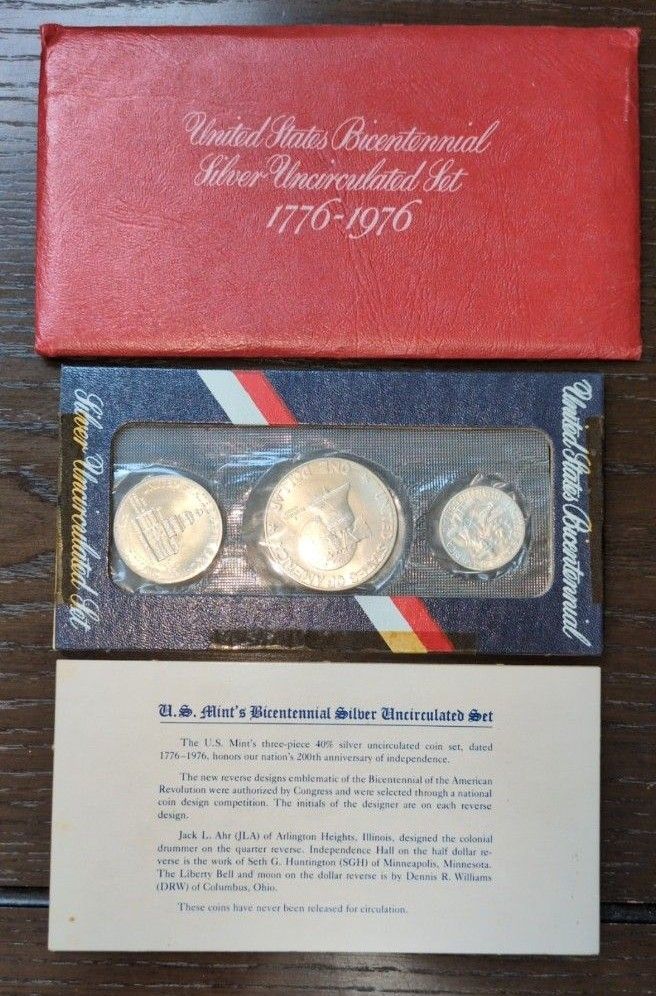 United States Bicentennial
Silver Uncirculated Set
1776-1976
Silver Uncirculated Set
United States Bicentennial
ONE DOLLAR
UNITED STATES OF AMERICA
U.S. Mint's Bicentennial Silver Uncirculated Set
The U.S. Mint's three-piece 40% silver uncirculated coin set, dated
1776-1976, honors our nation's 200th anniversary of independence.
The new reverse designs emblematic of the Bicentennial of the American
Revolution were authorized by Congress and were selected through a national
coin design competition. The initials of the designer are on each reverse
design.
Jack L. Ahr (JLA) of Arlington Heights, Illinois, designed the colonial
drummer on the quarter reverse. Independence Hall on the half dollar re-
verse is the work of Seth G. Huntington (SGH) of Minneapolis, Minnesota.
The Liberty Bell and moon on the dollar reverse is by Dennis R. Williams
(DRW) of Columbus, Ohio.
These coins have never been released for circulation.